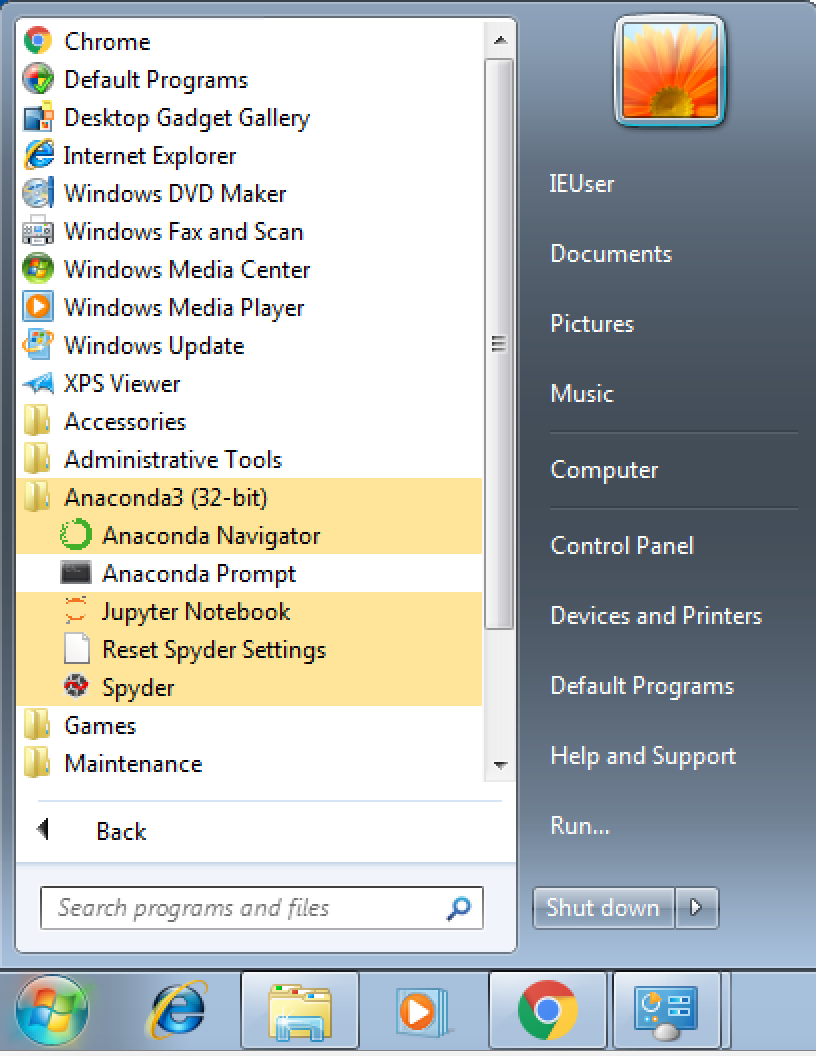 Chrome
Default Programs
Desktop Gadget Gallery
Internet Explorer
Windows DVD Maker
Windows Fax and Scan
Windows Media Center
Windows Media Player
Windows Update
XPS Viewer
Accessories
Administrative Tools
Anaconda3 (32-bit)
Anaconda Navigator
Anaconda Prompt
Jupyter Notebook
Reset Spyder Settings
Spyder
Games
Maintenance
Back
Search programs and files
IEUser
Documents
Pictures
Music
Computer
Control Panel
Devices and Printers
Default Programs
Help and Support
Run...
Shut down